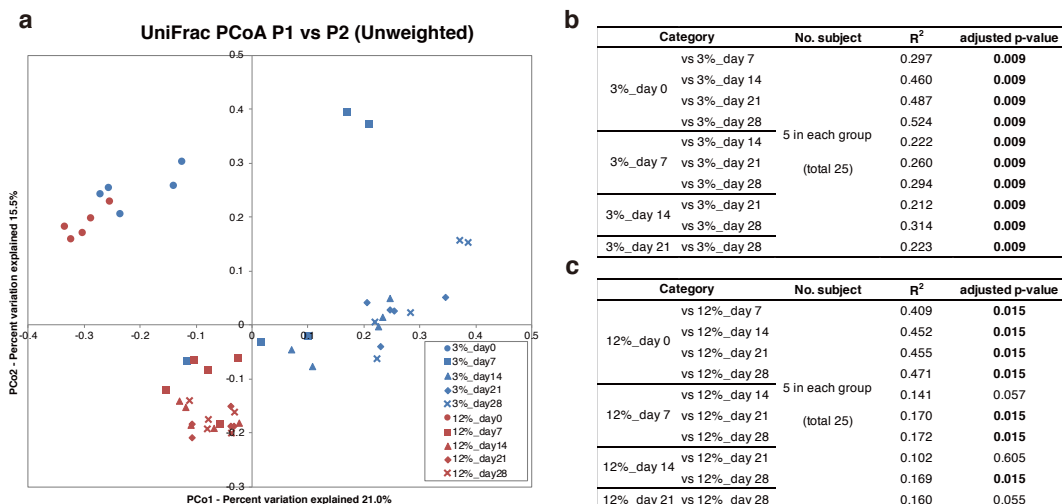 a
UniFrac PCoA P1 vs P2 (Unweighted)
PCo2 - Percent variation explained 15.5%
0.5
0.4
0.3
0.2
0.1
0
-0.1
-0.2
-0.3
-0.4 -0.3 -0.2 -0.1 0 0.1 0.2 0.3 0.4 0.5
PCo1 - Percent variation explained 21.0%
3%_day0
3%_day7
3%_day14
3%_day21
3%_day28
12%_day0
12%_day7
12%_day14
12%_day21
12%_day28
b
Category No. subject R2 adjusted p-value
3%_day 0 vs 3%_day 7 0.297 0.009
vs 3%_day 14 0.460 0.009
vs 3%_day 21 0.487 0.009
vs 3%_day 28 0.524 0.009
3%_day 7 vs 3%_day 14 5 in each group 0.222 0.009
vs 3%_day 21 (total 25) 0.260 0.009
vs 3%_day 28 0.294 0.009
3%_day 14 vs 3%_day 21 0.212 0.009
vs 3%_day 28 0.314 0.009
3%_day 21 vs 3%_day 28 0.223 0.009
c
Category No. subject R2 adjusted p-value
12%_day 0 vs 12%_day 7 0.409 0.015
vs 12%_day 14 0.452 0.015
vs 12%_day 21 0.455 0.015
vs 12%_day 28 0.471 0.015
12%_day 7 vs 12%_day 14 5 in each group 0.141 0.057
vs 12%_day 21 (total 25) 0.170 0.015
vs 12%_day 28 0.172 0.015
12%_day 14 vs 12%_day 21 0.102 0.605
vs 12%_day 28 0.169 0.015
12%_day 21 vs 12%_day 28 0.160 0.055